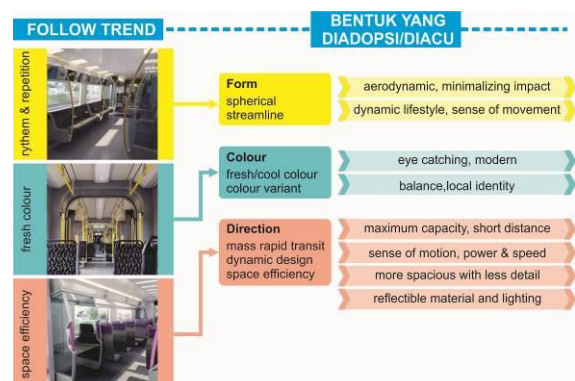 FOLLOW TREND
BENTUK YANG
DIADOPSI/DIACU
rythem & repetition
Form
spherical
streamline
aerodynamic, minimalizing impact
dynamic lifestyle, sense of movement
fresh colour
Colour
fresh/cool colour
colour variant
eye catching, modern
balance,local identity
space efficiency
Direction
mass rapid transit
dynamic design
space efficiency
maximum capacity, short distance
sense of motion, power & speed
more spacious with less detail
reflectible material and lighting